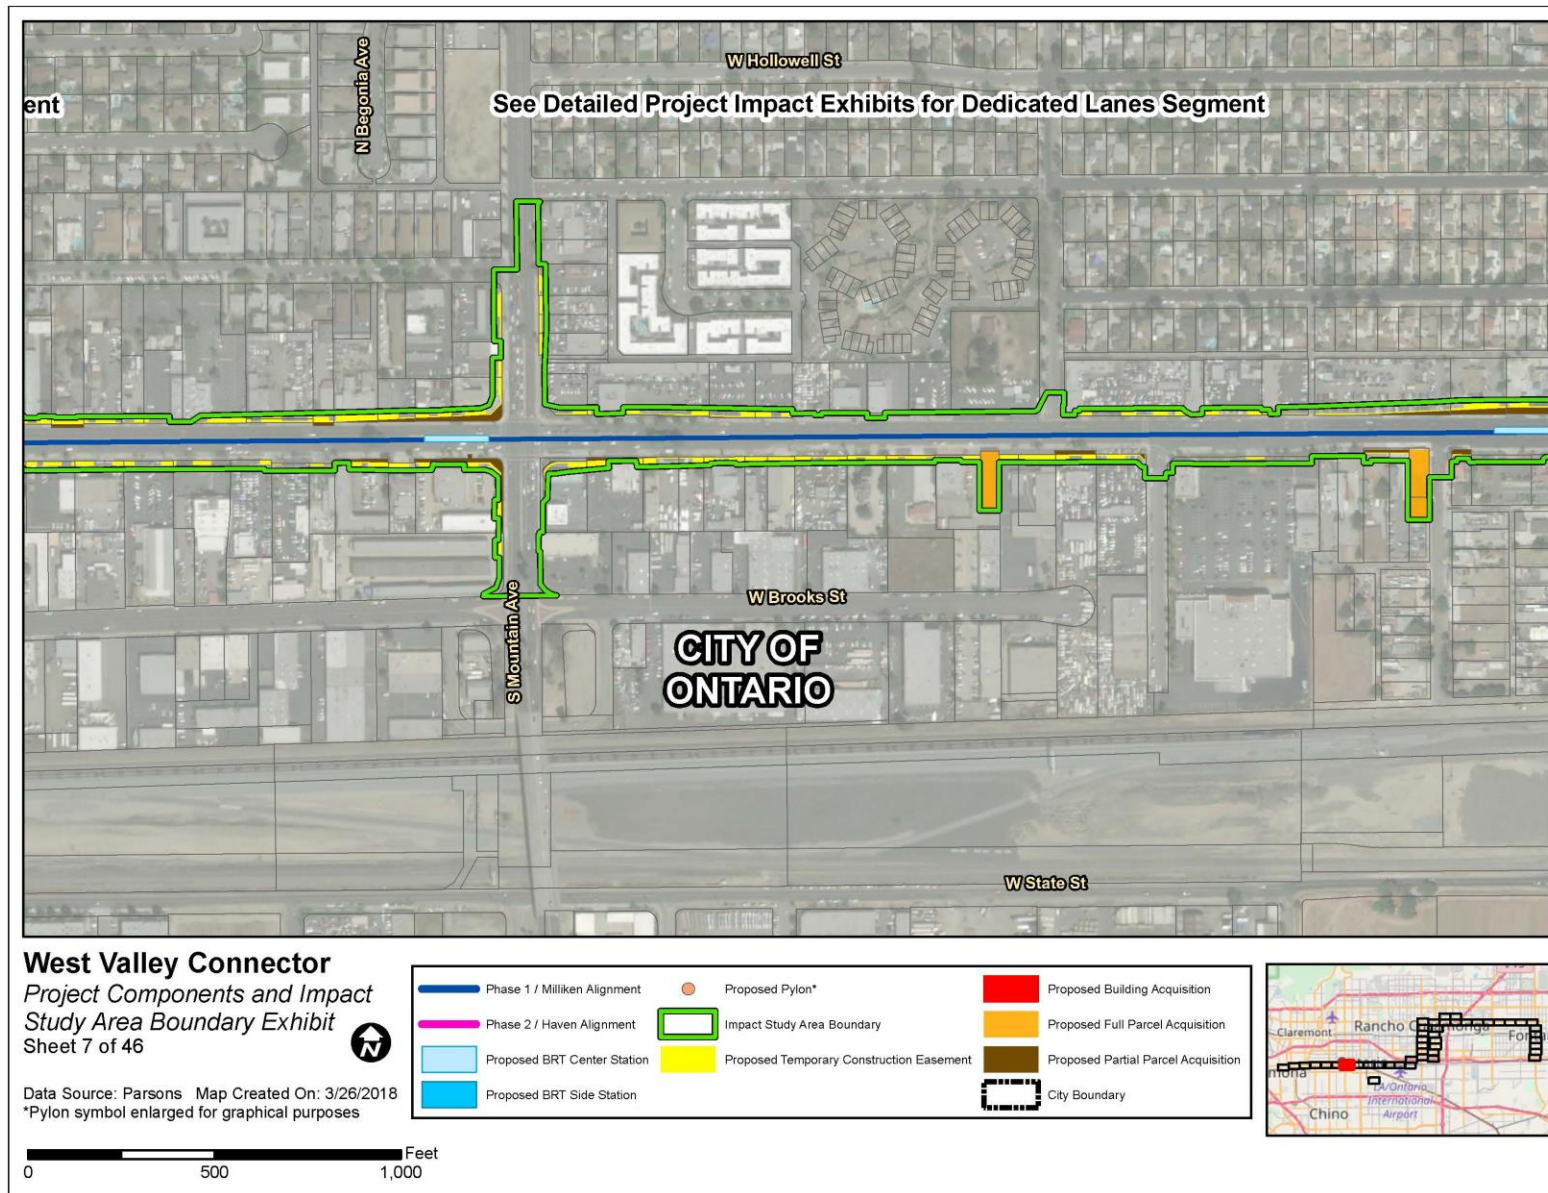 W Hollowell St
ent
See Detailed Project Impact Exhibits for Dedicated Lanes Segment
N Begonia Ave
W Brooks St
S Mountain Ave
CITY OF
ONTARIO
W State St
West Valley Connector
Project Components and Impact
Study Area Boundary Exhibit
Sheet 7 of 46
N
Data Source: Parsons Map Created On: 3/26/2018
*Pylon symbol enlarged for graphical purposes
Feet
0 500 1,000
Phase 1 / Milliken Alignment
Phase 2 / Haven Alignment
Proposed BRT Center Station
Proposed BRT Side Station
Proposed Pylon*
Impact Study Area Boundary
Proposed Temporary Construction Easement
Proposed Building Acquisition
Proposed Full Parcel Acquisition
Proposed Partial Parcel Acquisition
City Boundary
Claremont
Rancho
mona
Chino
LA/Ontario
International
Airport